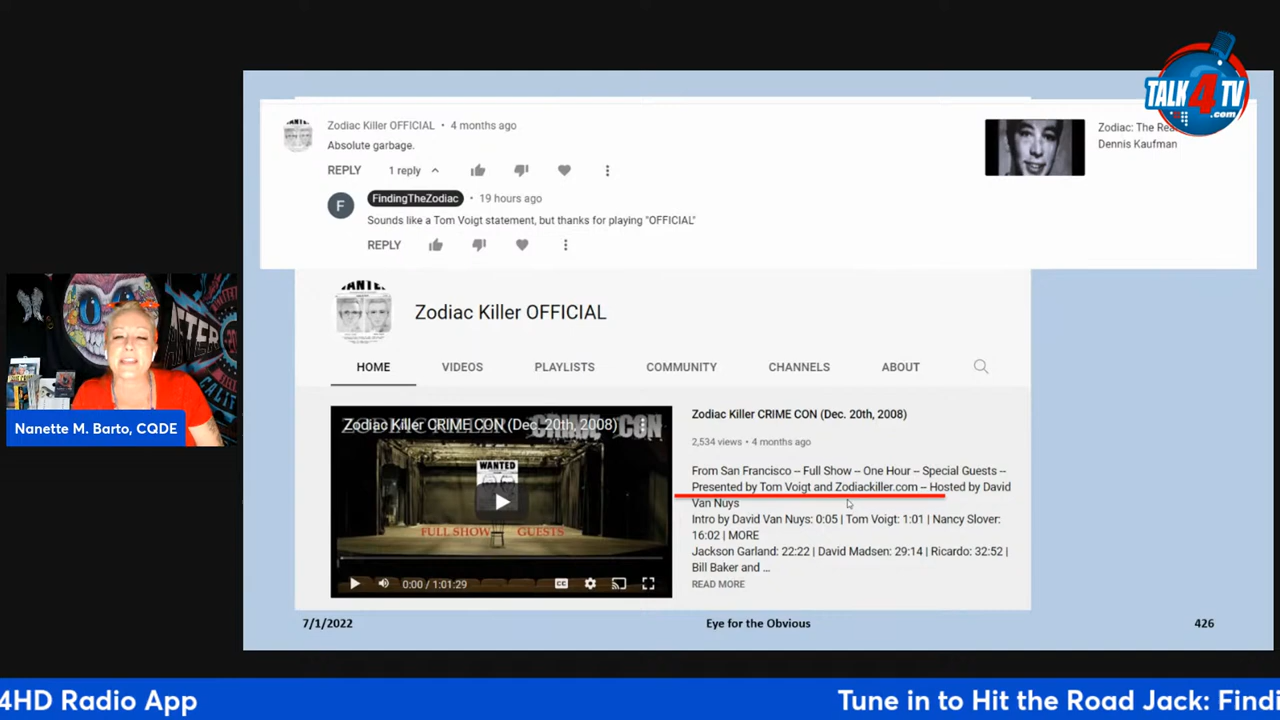 TALK4TV
.com
Zodiac Killer OFFICIAL • 4 months ago
Absolute garbage.
REPLY 1 reply
F FindingTheZodiac • 19 hours ago
Sounds like a Tom Voigt statement, but thanks for playing "OFFICIAL"
REPLY
Zodiac: The Rea
Dennis Kaufman
WANTED
Zodiac Killer OFFICIAL
HOME VIDEOS PLAYLISTS COMMUNITY CHANNELS ABOUT
ZODIAC KILLER CRIME CON
Zodiac Killer CRIME CON (Dec. 20th, 2008)
WANTED
FULL SHOW GUESTS
0:00 / 1:01:29
Zodiac Killer CRIME CON (Dec. 20th, 2008)
2,534 views • 4 months ago
From San Francisco -- Full Show -- One Hour -- Special Guests --
Presented by Tom Voigt and Zodiackiller.com -- Hosted by David
Van Nuys
Intro by David Van Nuys: 0:05 | Tom Voigt: 1:01 | Nancy Slover:
16:02 | MORE
Jackson Garland: 22:22 | David Madsen: 29:14 | Ricardo: 32:52 |
Bill Baker and ...
READ MORE
AFTER
CALIF
Nanette M. Barto, CQDE
7/1/2022 Eye for the Obvious 426
4HD Radio App Tune in to Hit the Road Jack: Findi